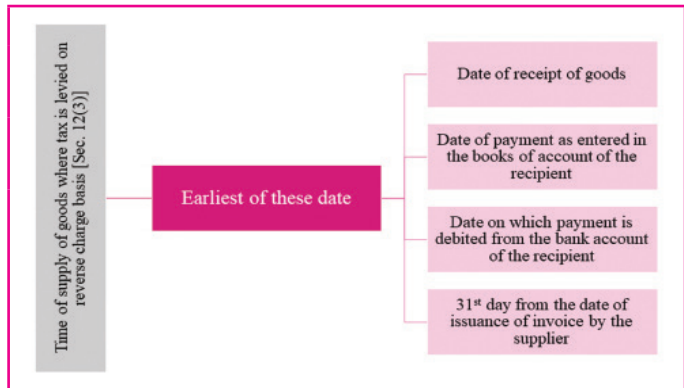 Time of supply of goods where tax is levied on
reverse charge basis [Sec. 12(3)]
Earliest of these date
Date of receipt of goods
Date of payment as entered in
the books of account of the
recipient
Date on which payment is
debited from the bank account
of the recipient
31st day from the date of
issuance of invoice by the
supplier